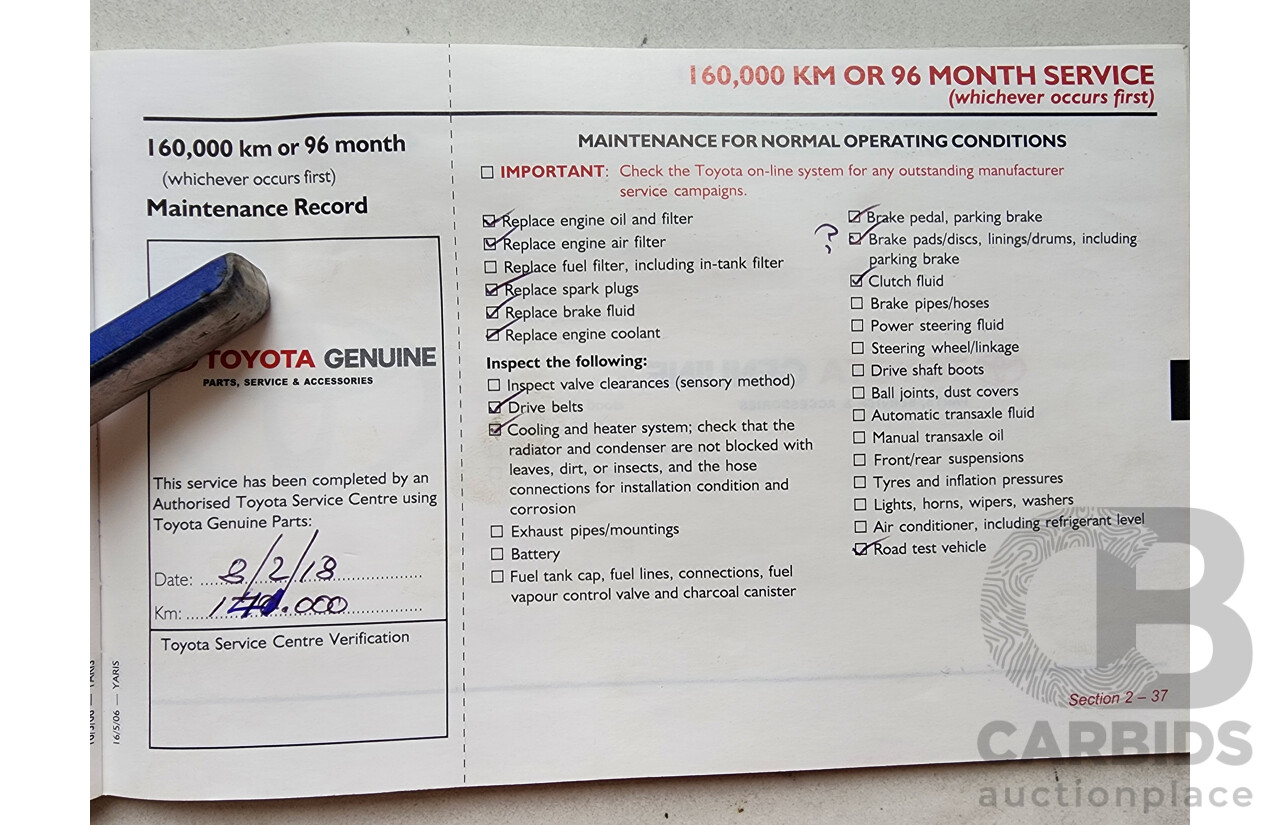 160,000 KM OR 96 MONTH SERVICE
(whichever occurs first)
160,000 km or 96 month
(whichever occurs first)
Maintenance Record
TOYOTA GENUINE
PARTS, SERVICE & ACCESSORIES
This service has been completed by an
Authorised Toyota Service Centre using
Toyota Genuine Parts:
Date: 8/2/18
Km: .000
Toyota Service Centre Verification
16/5/06 — YARIS
MAINTENANCE FOR NORMAL OPERATING CONDITIONS
IMPORTANT: Check the Toyota on-line system for any outstanding manufacturer
service campaigns.
Replace engine oil and filter
Replace engine air filter
Replace fuel filter, including in-tank filter
Replace spark plugs
Replace brake fluid
Replace engine coolant
Inspect the following:
Inspect valve clearances (sensory method)
Drive belts
Cooling and heater system; check that the
radiator and condenser are not blocked with
leaves, dirt, or insects, and the hose
connections for installation condition and
corrosion
Exhaust pipes/mountings
Battery
Fuel tank cap, fuel lines, connections, fuel
vapour control valve and charcoal canister
Brake pedal, parking brake
? Brake pads/discs, linings/drums, including
parking brake
Clutch fluid
Brake pipes/hoses
Power steering fluid
Steering wheel/linkage
Drive shaft boots
Ball joints, dust covers
Automatic transaxle fluid
Manual transaxle oil
Front/rear suspensions
Tyres and inflation pressures
Lights, horns, wipers, washers
Air conditioner, including refrigerant level
Road test vehicle
Section 2 – 37
CB
CARBIDS
auctionplace